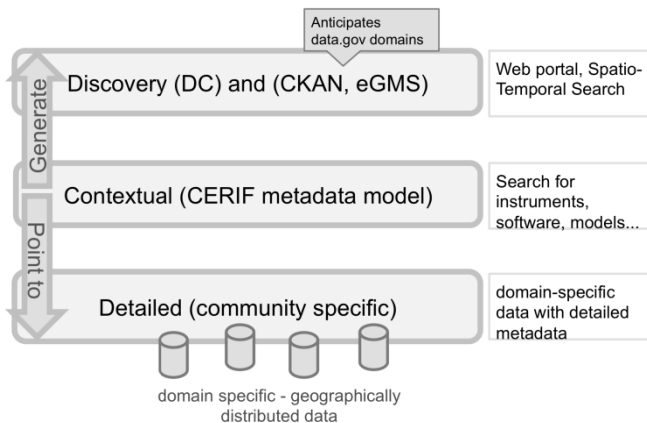 Anticipates
data.gov domains
Discovery (DC) and (CKAN, eGMS)
Web portal, Spatio-
Temporal Search
Generate
Contextual (CERIF metadata model)
Search for
instruments,
software, models...
Point to
Detailed (community specific)
domain-specific
data with detailed
metadata
domain specific - geographically
distributed data